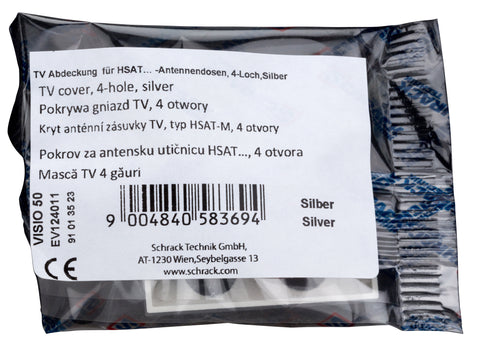 TV Abdeckung für HSAT... -Antennendosen, 4-Loch,Silber
TV cover, 4-hole, silver
Pokrywa gniazd TV, 4 otwory
Kryt anténní zásuvky TV, typ HSAT-M, 4 otvory
Pokrov za antensku utičnicu HSAT..., 4 otvora
Mască TV 4 găuri
VISIO 50
EV124011
91 01 35 23
CE
9 004840 583694
Silber
Silver
Schrack Technik GmbH,
AT-1230 Wien,Seybelgasse 13
www.schrack.com